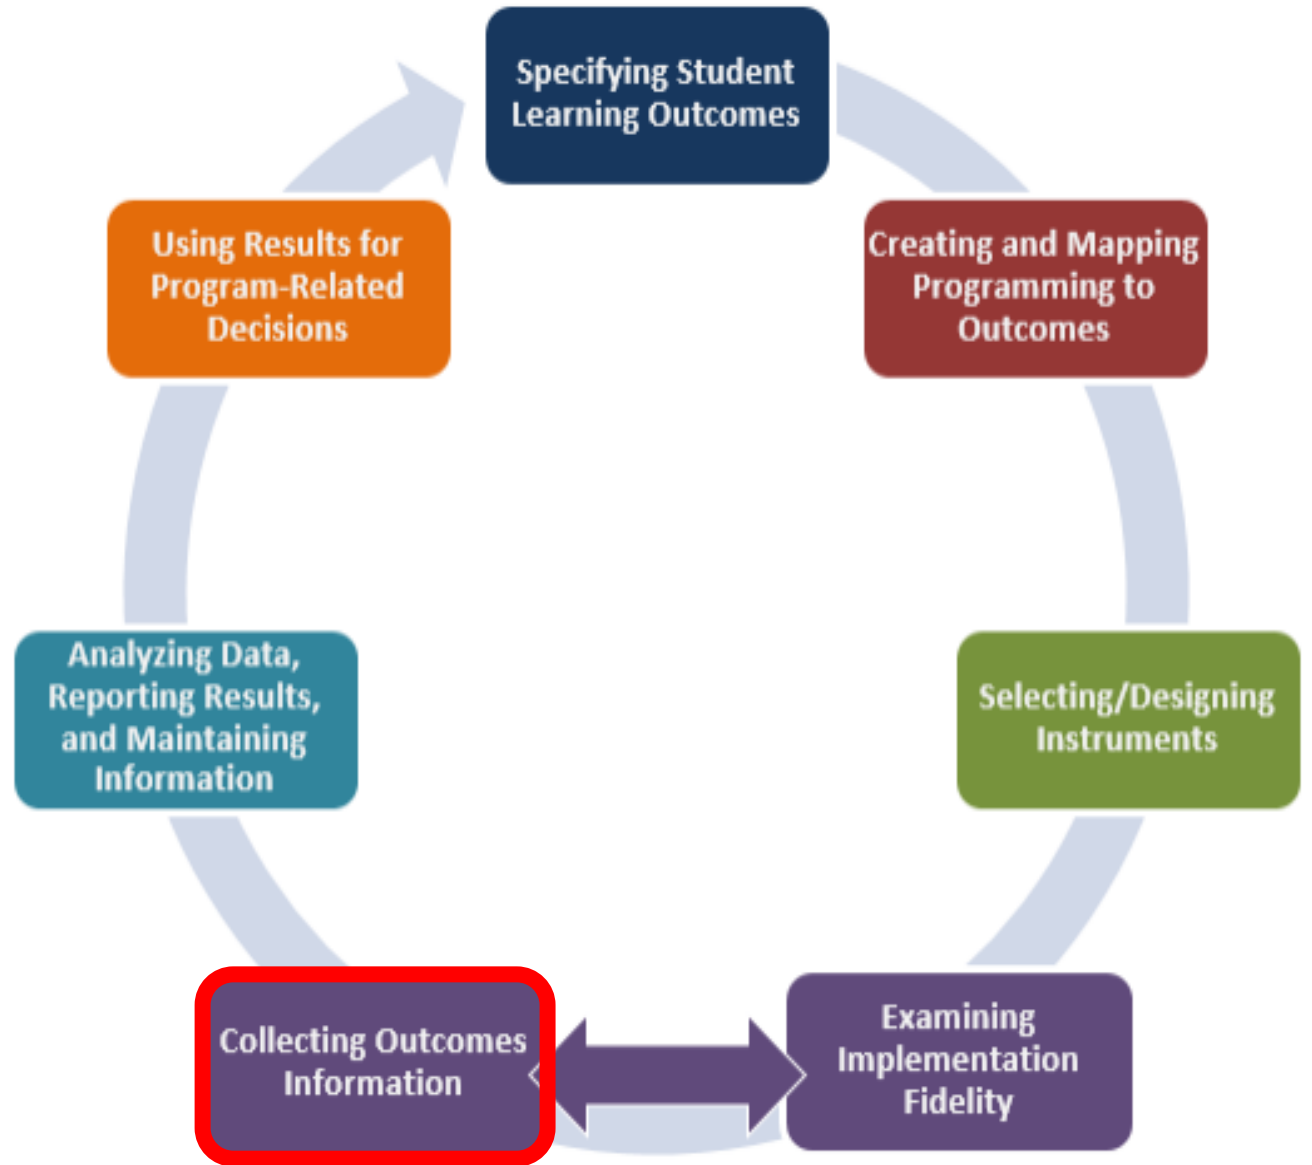 Specifying Student
Learning Outcomes
Creating and Mapping
Programming to
Outcomes
Selecting/Designing
Instruments
Examining
Implementation
Fidelity
Collecting Outcomes
Information
Analyzing Data,
Reporting Results,
and Maintaining
Information
Using Results for
Program-Related
Decisions